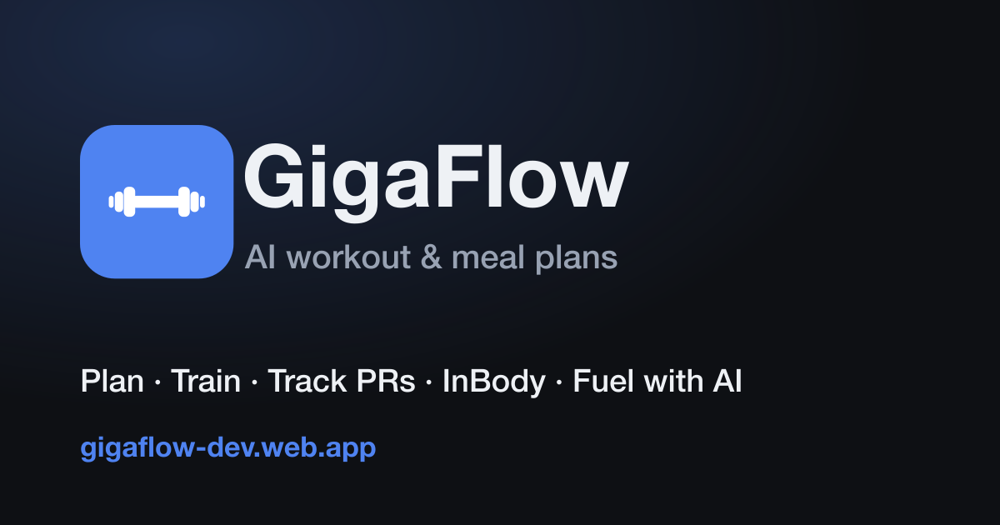 GigaFlow
AI workout & meal plans
Plan · Train · Track PRs · InBody · Fuel with AI
gigaflow-dev.web.app